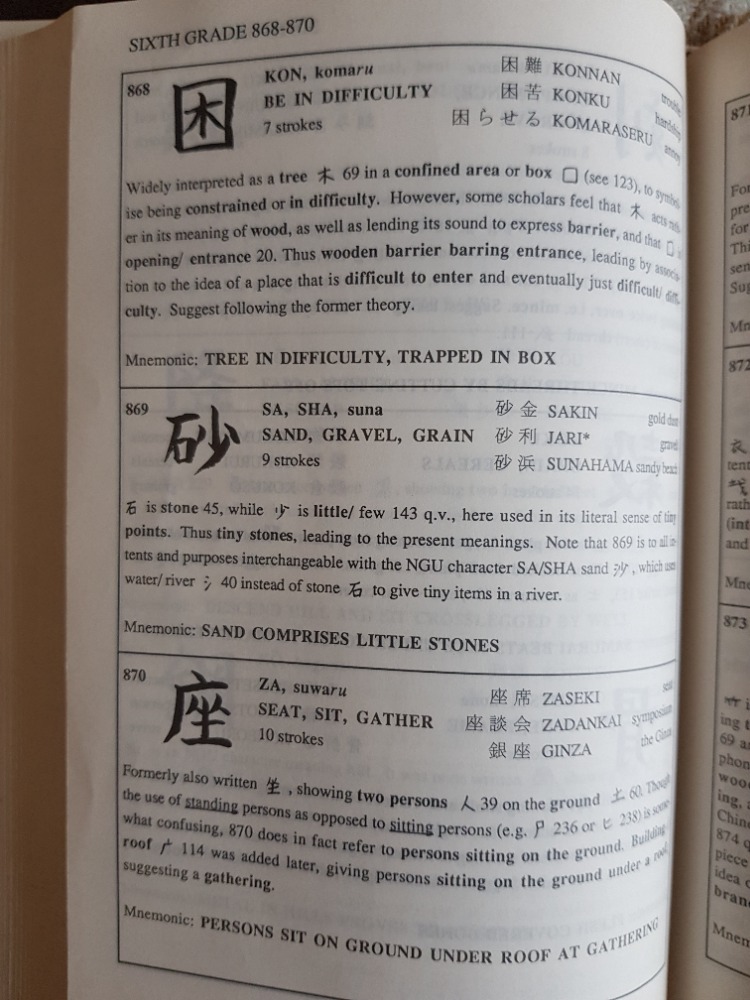 SIXTH GRADE 868-870
868
困
KON, komaru
BE IN DIFFICULTY
7 strokes
困難 KONNAN trouble
困苦 KONKU hardship
困らせる KOMARASERU annoy
Widely interpreted as a tree 木 69 in a confined area or box 囗 (see 123), to symbol-
ise being constrained or in difficulty. However, some scholars feel that 木 acts rath-
er in its meaning of wood, as well as lending its sound to express barrier, and that 囗 is
opening/ entrance 20. Thus wooden barrier barring entrance, leading by associa-
tion to the idea of a place that is difficult to enter and eventually just difficult/ diffi-
culty. Suggest following the former theory.
Mnemonic: TREE IN DIFFICULTY, TRAPPED IN BOX
869
砂
SA, SHA, suna
SAND, GRAVEL, GRAIN
9 strokes
砂金 SAKIN gold dust
砂利 JARI* gravel
砂浜 SUNAHAMA sandy beach
石 is stone 45, while 少 is little/ few 143 q.v., here used in its literal sense of tiny
points. Thus tiny stones, leading to the present meanings. Note that 869 is to all in-
tents and purposes interchangeable with the NGU character SA/SHA sand 沙, which uses
water/ river 氵 40 instead of stone 石 to give tiny items in a river.
Mnemonic: SAND COMPRISES LITTLE STONES
870
座
ZA, suwaru
SEAT, SIT, GATHER
10 strokes
座席 ZASEKI seat
座談会 ZADANKAI symposium
銀座 GINZA the Ginza
Formerly also written 坐, showing two persons 人 39 on the ground 土 60. Though
the use of standing persons as opposed to sitting persons (e.g. 尸 236 or 匕 238) is some-
what confusing, 870 does in fact refer to persons sitting on the ground. Building/
roof 广 114 was added later, giving persons sitting on the ground under a roof,
suggesting a gathering.
Mnemonic: PERSONS SIT ON GROUND UNDER ROOF AT GATHERING
871
872
873